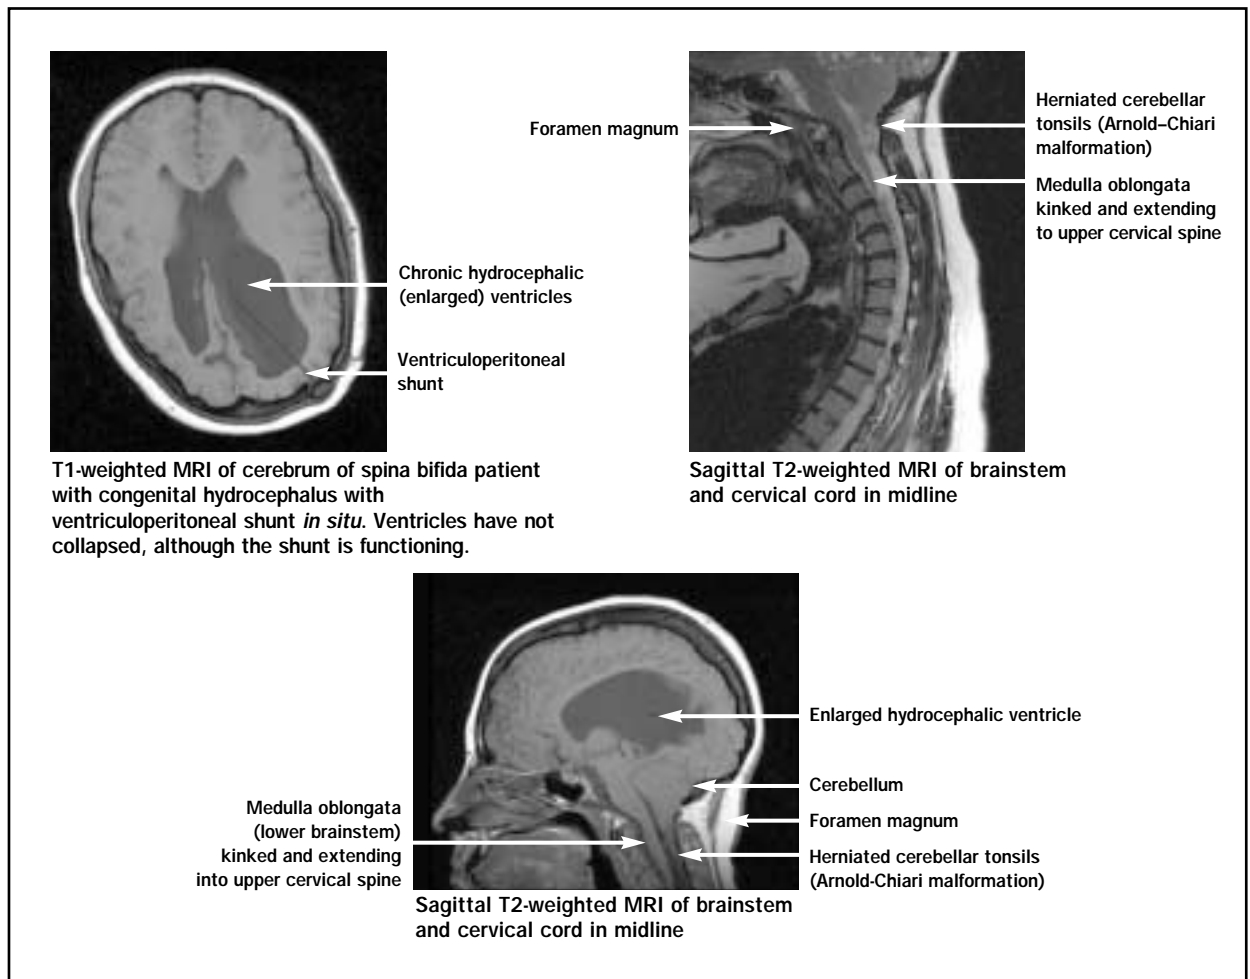 Foramen magnum
Herniated cerebellar
tonsils (Arnold–Chiari
malformation)
Medulla oblongata
kinked and extending
to upper cervical spine
Chronic hydrocephalic
(enlarged) ventricles
Ventriculoperitoneal
shunt
T1-weighted MRI of cerebrum of spina bifida patient
with congenital hydrocephalus with
ventriculoperitoneal shunt in situ. Ventricles have not
collapsed, although the shunt is functioning.
Sagittal T2-weighted MRI of brainstem
and cervical cord in midline
Enlarged hydrocephalic ventricle
Cerebellum
Foramen magnum
Herniated cerebellar tonsils
(Arnold-Chiari malformation)
Medulla oblongata
(lower brainstem)
kinked and extending
into upper cervical spine
Sagittal T2-weighted MRI of brainstem
and cervical cord in midline